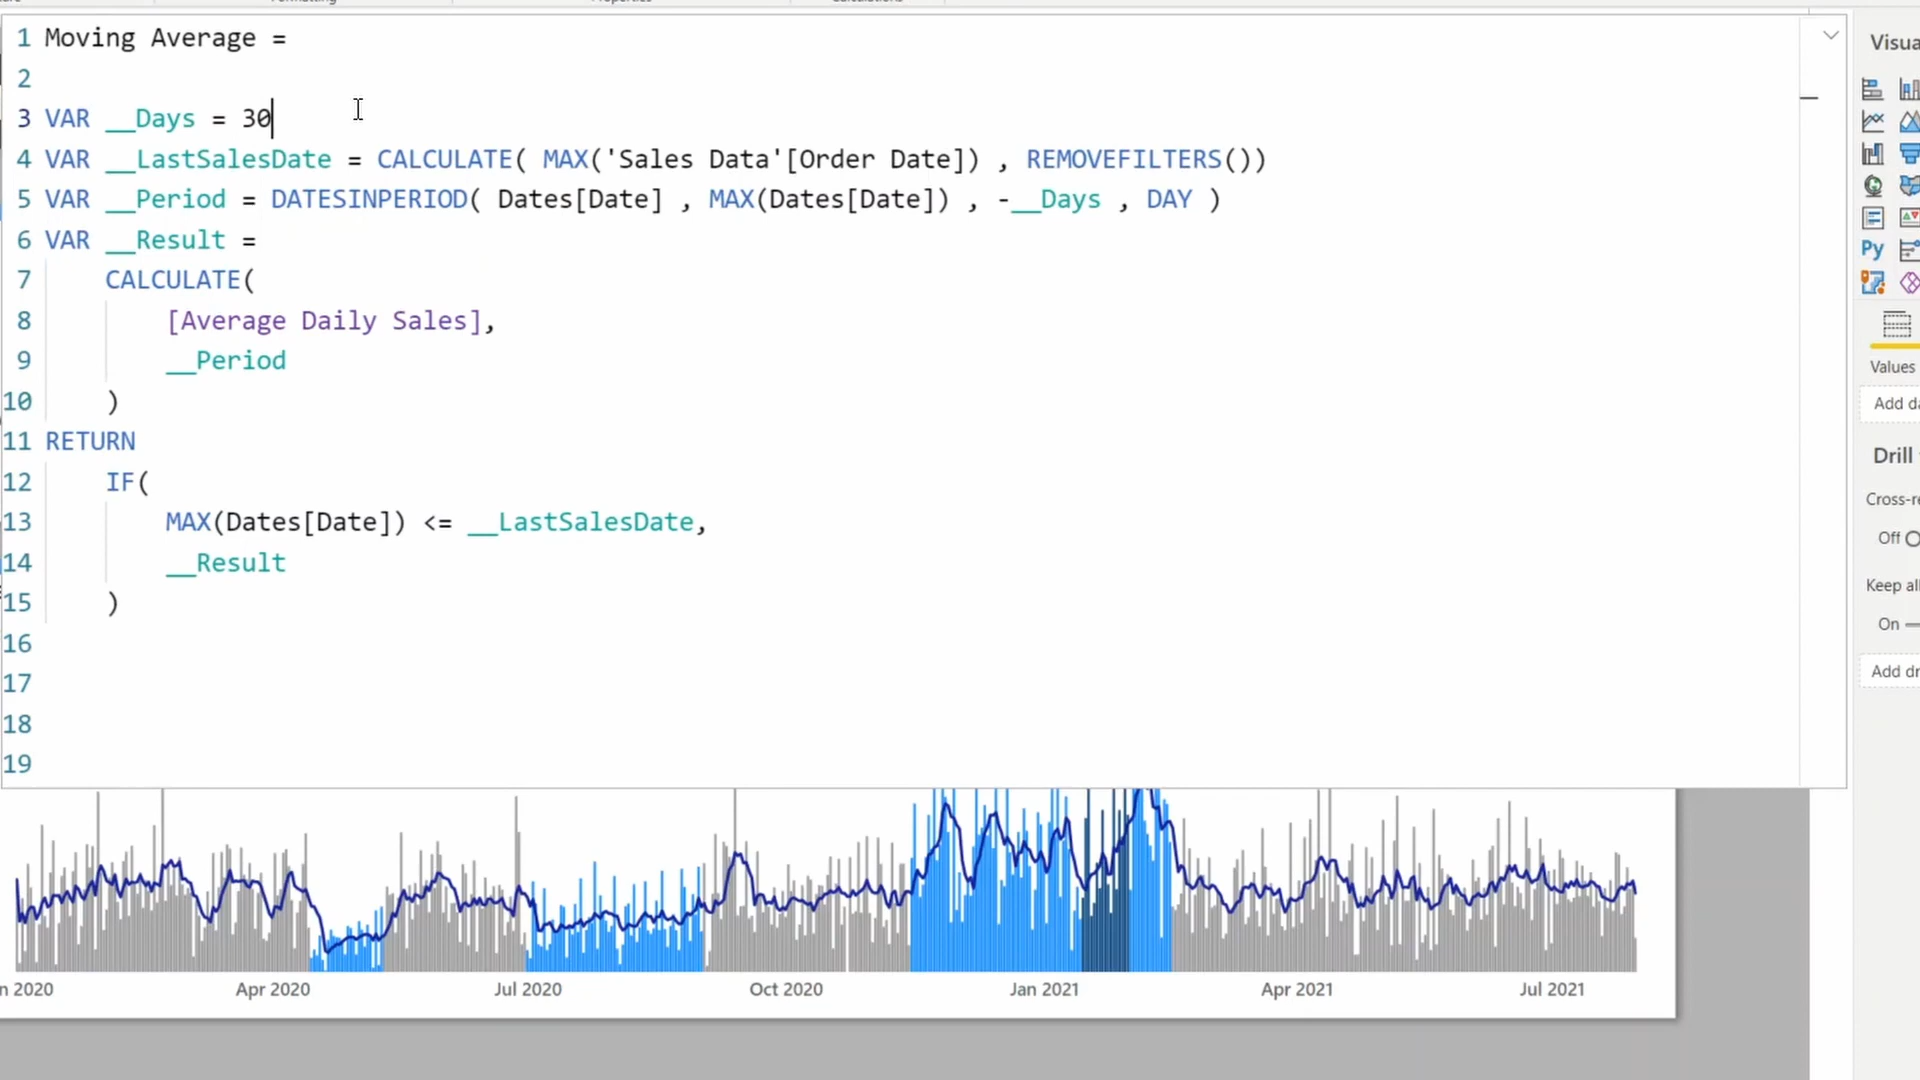 1 Moving Average =
2
3 VAR __Days = 30
4 VAR __LastSalesDate = CALCULATE( MAX('Sales Data'[Order Date]) , REMOVEFILTERS())
5 VAR __Period = DATESINPERIOD( Dates[Date] , MAX(Dates[Date]) , -__Days , DAY )
6 VAR __Result =
7 CALCULATE(
8 [Average Daily Sales],
9 __Period
10 )
11 RETURN
12 IF(
13 MAX(Dates[Date]) <= __LastSalesDate,
14 __Result
15 )
16
17
18
19
n 2020 Apr 2020 Jul 2020 Oct 2020 Jan 2021 Apr 2021 Jul 2021
Visua
Py
Values
Add da
Drill
Cross-re
Off
Keep all
On
Add dr